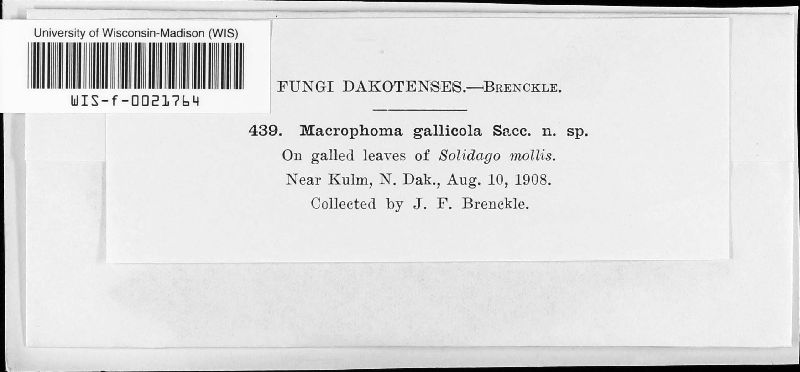 University of Wisconsin-Madison (WIS)
WIS-f-0021764
FUNGI DAKOTENSES.—BRENCKLE.
439. Macrophoma gallicola Sacc. n. sp.
On galled leaves of Solidago mollis.
Near Kulm, N. Dak., Aug. 10, 1908.
Collected by J. F. Brenckle.